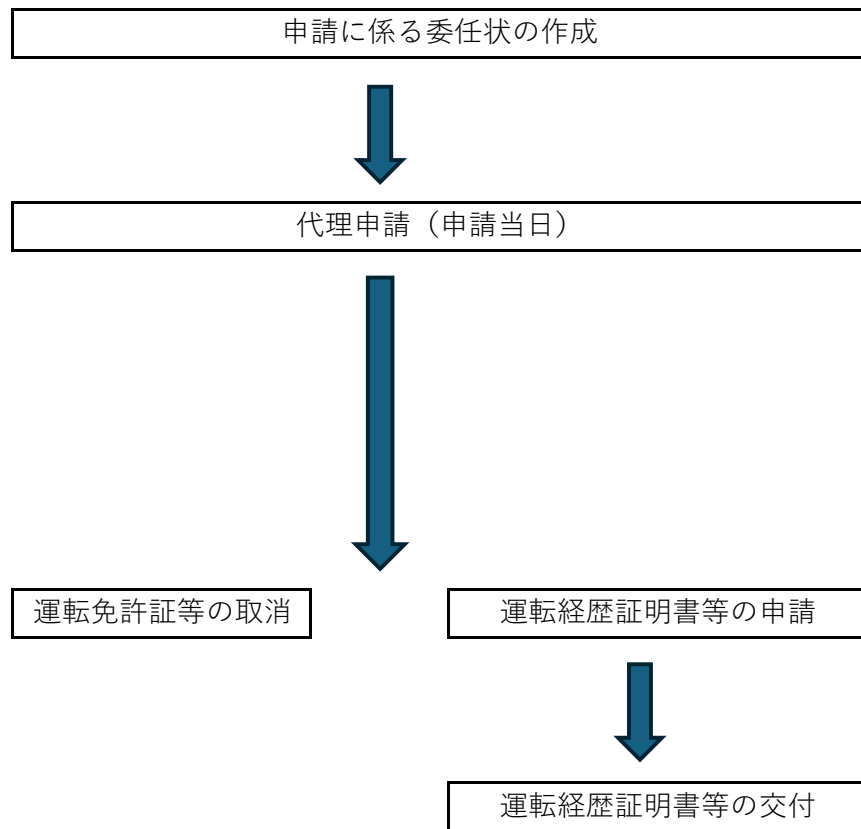 申請に係る委任状の作成
代理申請（申請当日）
運転免許証等の取消
運転経歴証明書等の申請
運転経歴証明書等の交付